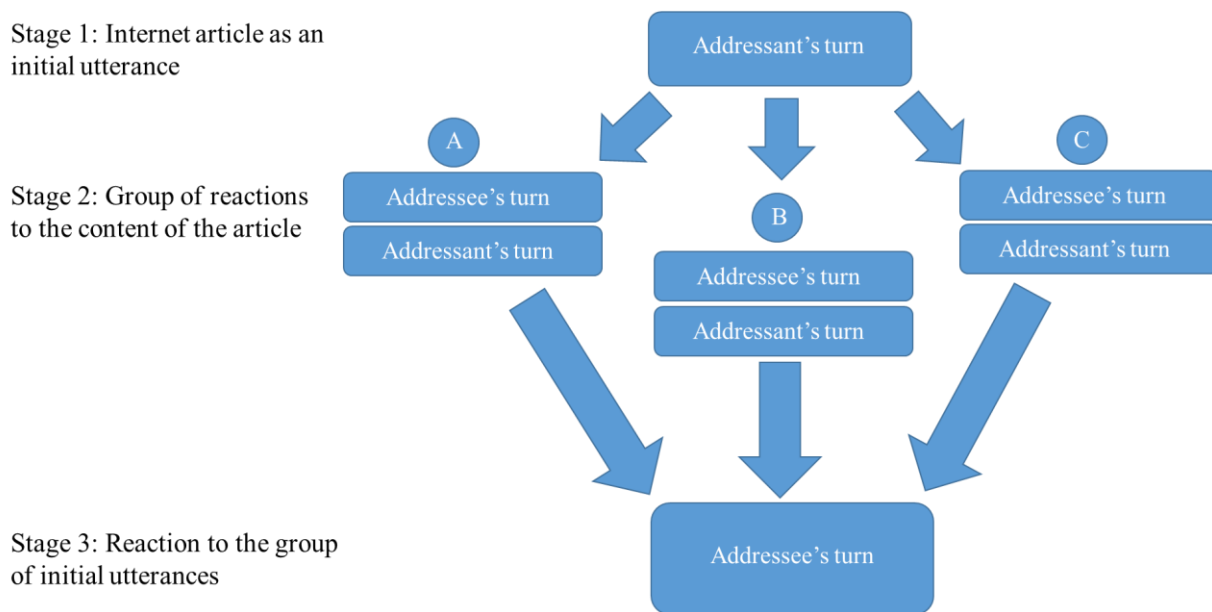 Stage 1: Internet article as an
initial utterance
Addressant’s turn
A
C
Stage 2: Group of reactions
to the content of the article
Addressee’s turn
Addressant’s turn
B
Addressee’s turn
Addressant’s turn
Addressee’s turn
Addressant’s turn
Stage 3: Reaction to the group
of initial utterances
Addressee’s turn